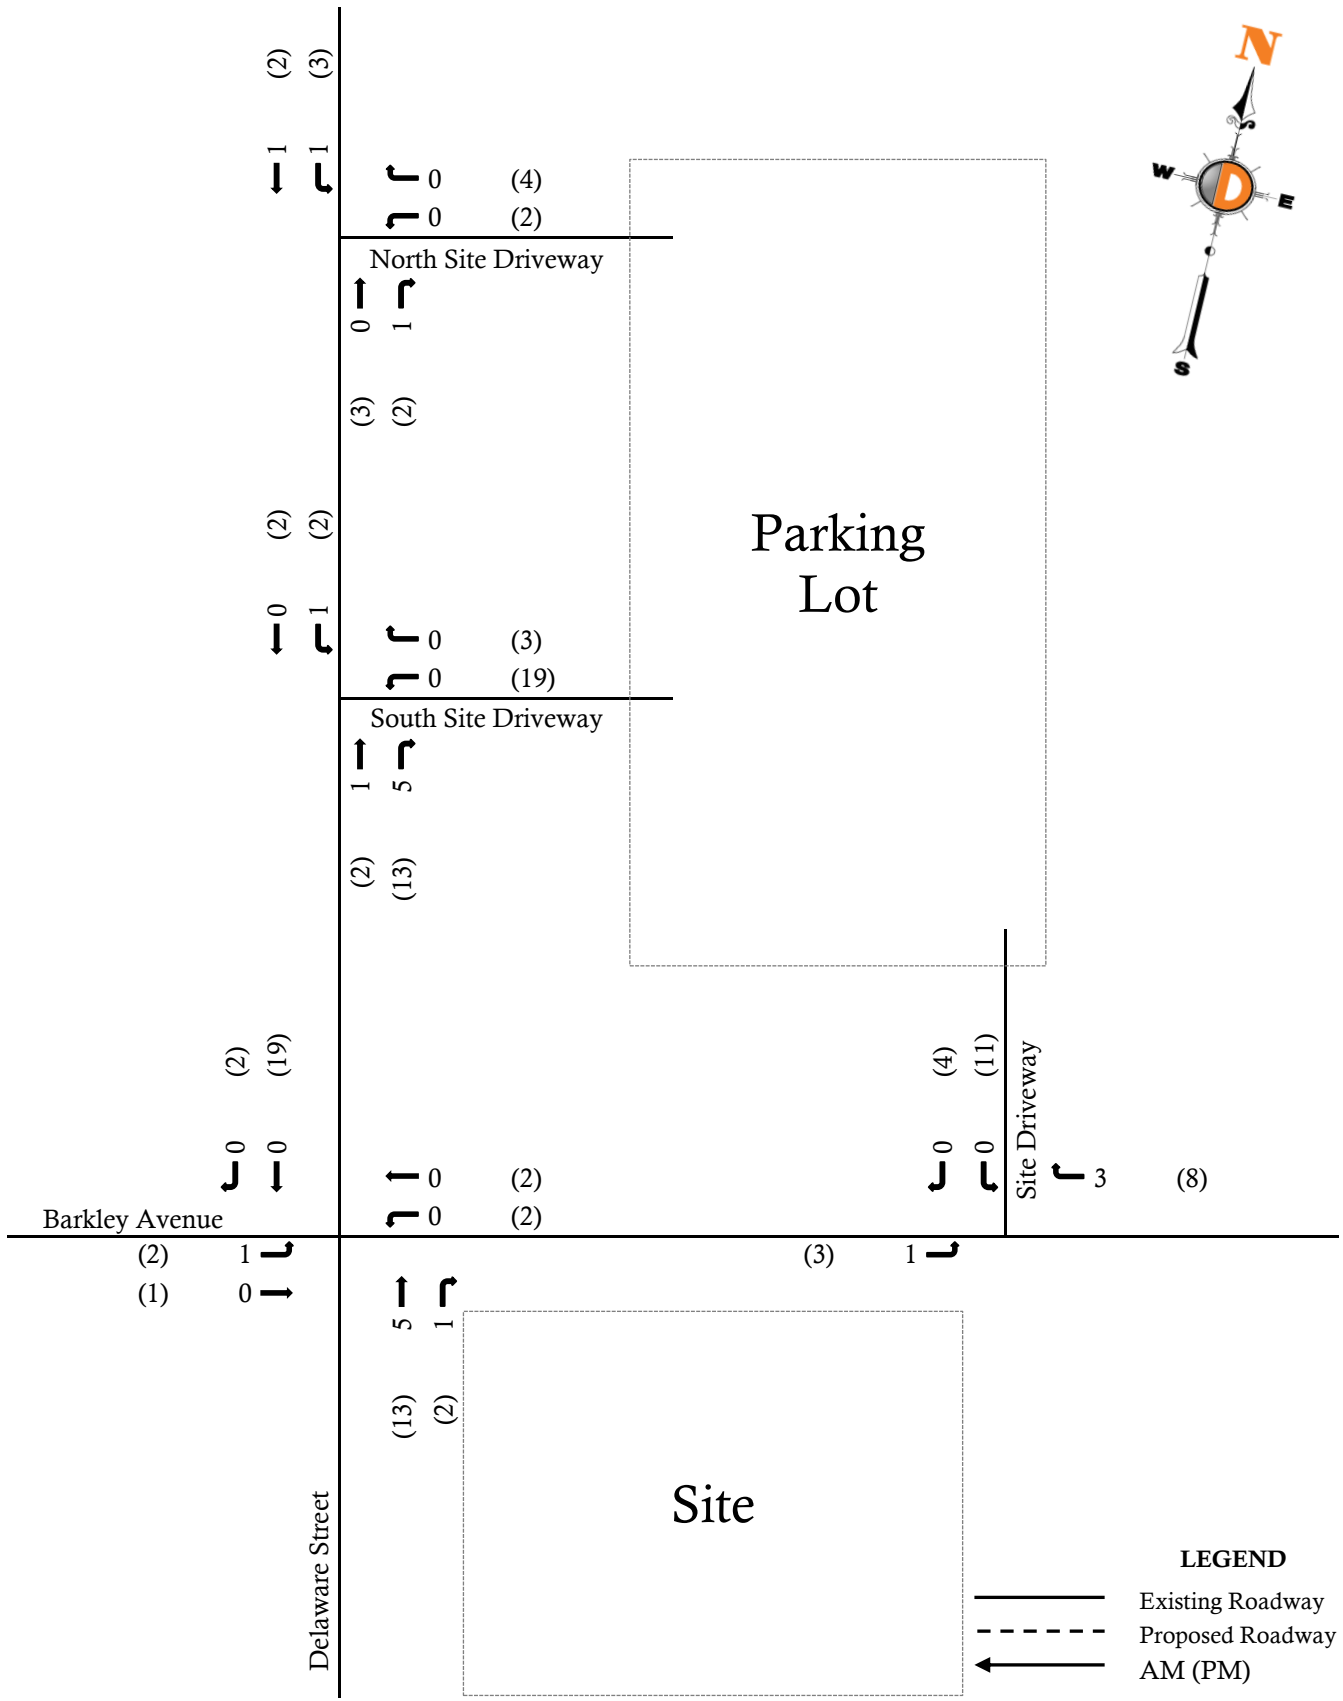 (2) (3)
N
1 1
0 (4)
W
D
0 (2)
E
North Site Driveway
0 1
S
(3) (2)
(2) (2)
Parking
Lot
0 1
0 (3)
0 (19)
South Site Driveway
1 5
(2) (13)
(2) (19)
(4) (11)
Site Driveway
0 0
0 0
0 (2)
3 (8)
Barkley Avenue
0 (2)
(2) 1
(3) 1
(1) 0
5 1
(13) (2)
Site
Delaware Street
LEGEND
Existing Roadway
Proposed Roadway
AM (PM)